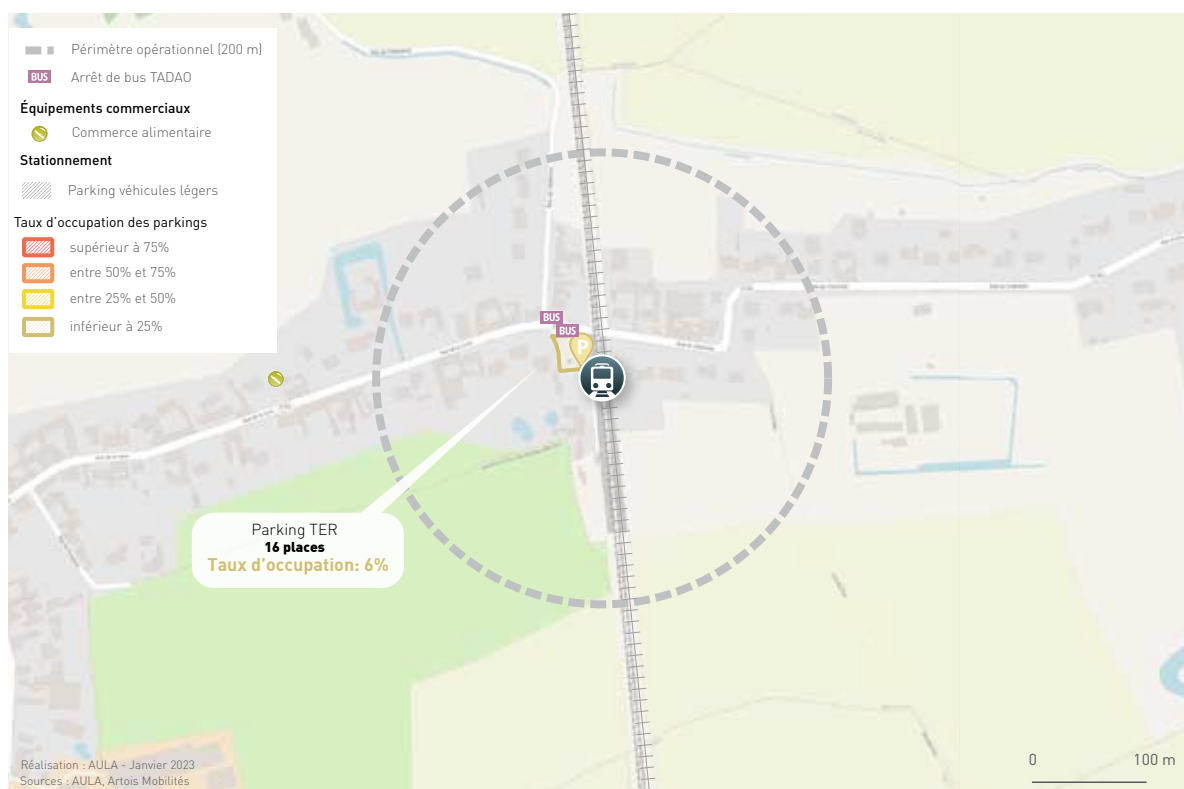 Périmètre opérationnel (200 m)
BUS Arrêt de bus TADAO
Équipements commerciaux
Commerce alimentaire
Stationnement
Parking véhicules légers
Taux d'occupation des parkings
supérieur à 75%
entre 50% et 75%
entre 25% et 50%
inférieur à 25%
BUS
BUS
P
Parking TER
16 places
Taux d'occupation: 6%
Réalisation : AULA - Janvier 2023
Sources : AULA, Artois Mobilités
0 100 m